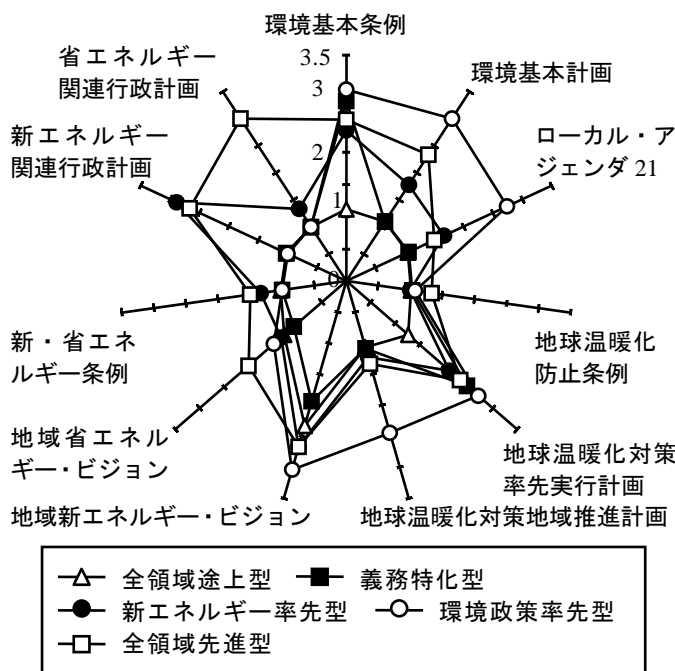 環境基本条例
3.5
3
2
1
0
環境基本計画
ローカル・ア
ジェンダ 21
地球温暖化
防止条例
地球温暖化対策
率先実行計画
地球温暖化対策地域推進計画
地域新エネルギー・ビジョン
地域省エネル
ギー・ビジョン
新・省エネ
ルギー条例
新エネルギー
関連行政計画
省エネルギー
関連行政計画
全領域途上型 義務特化型
新エネルギー率先型 環境政策率先型
全領域先進型